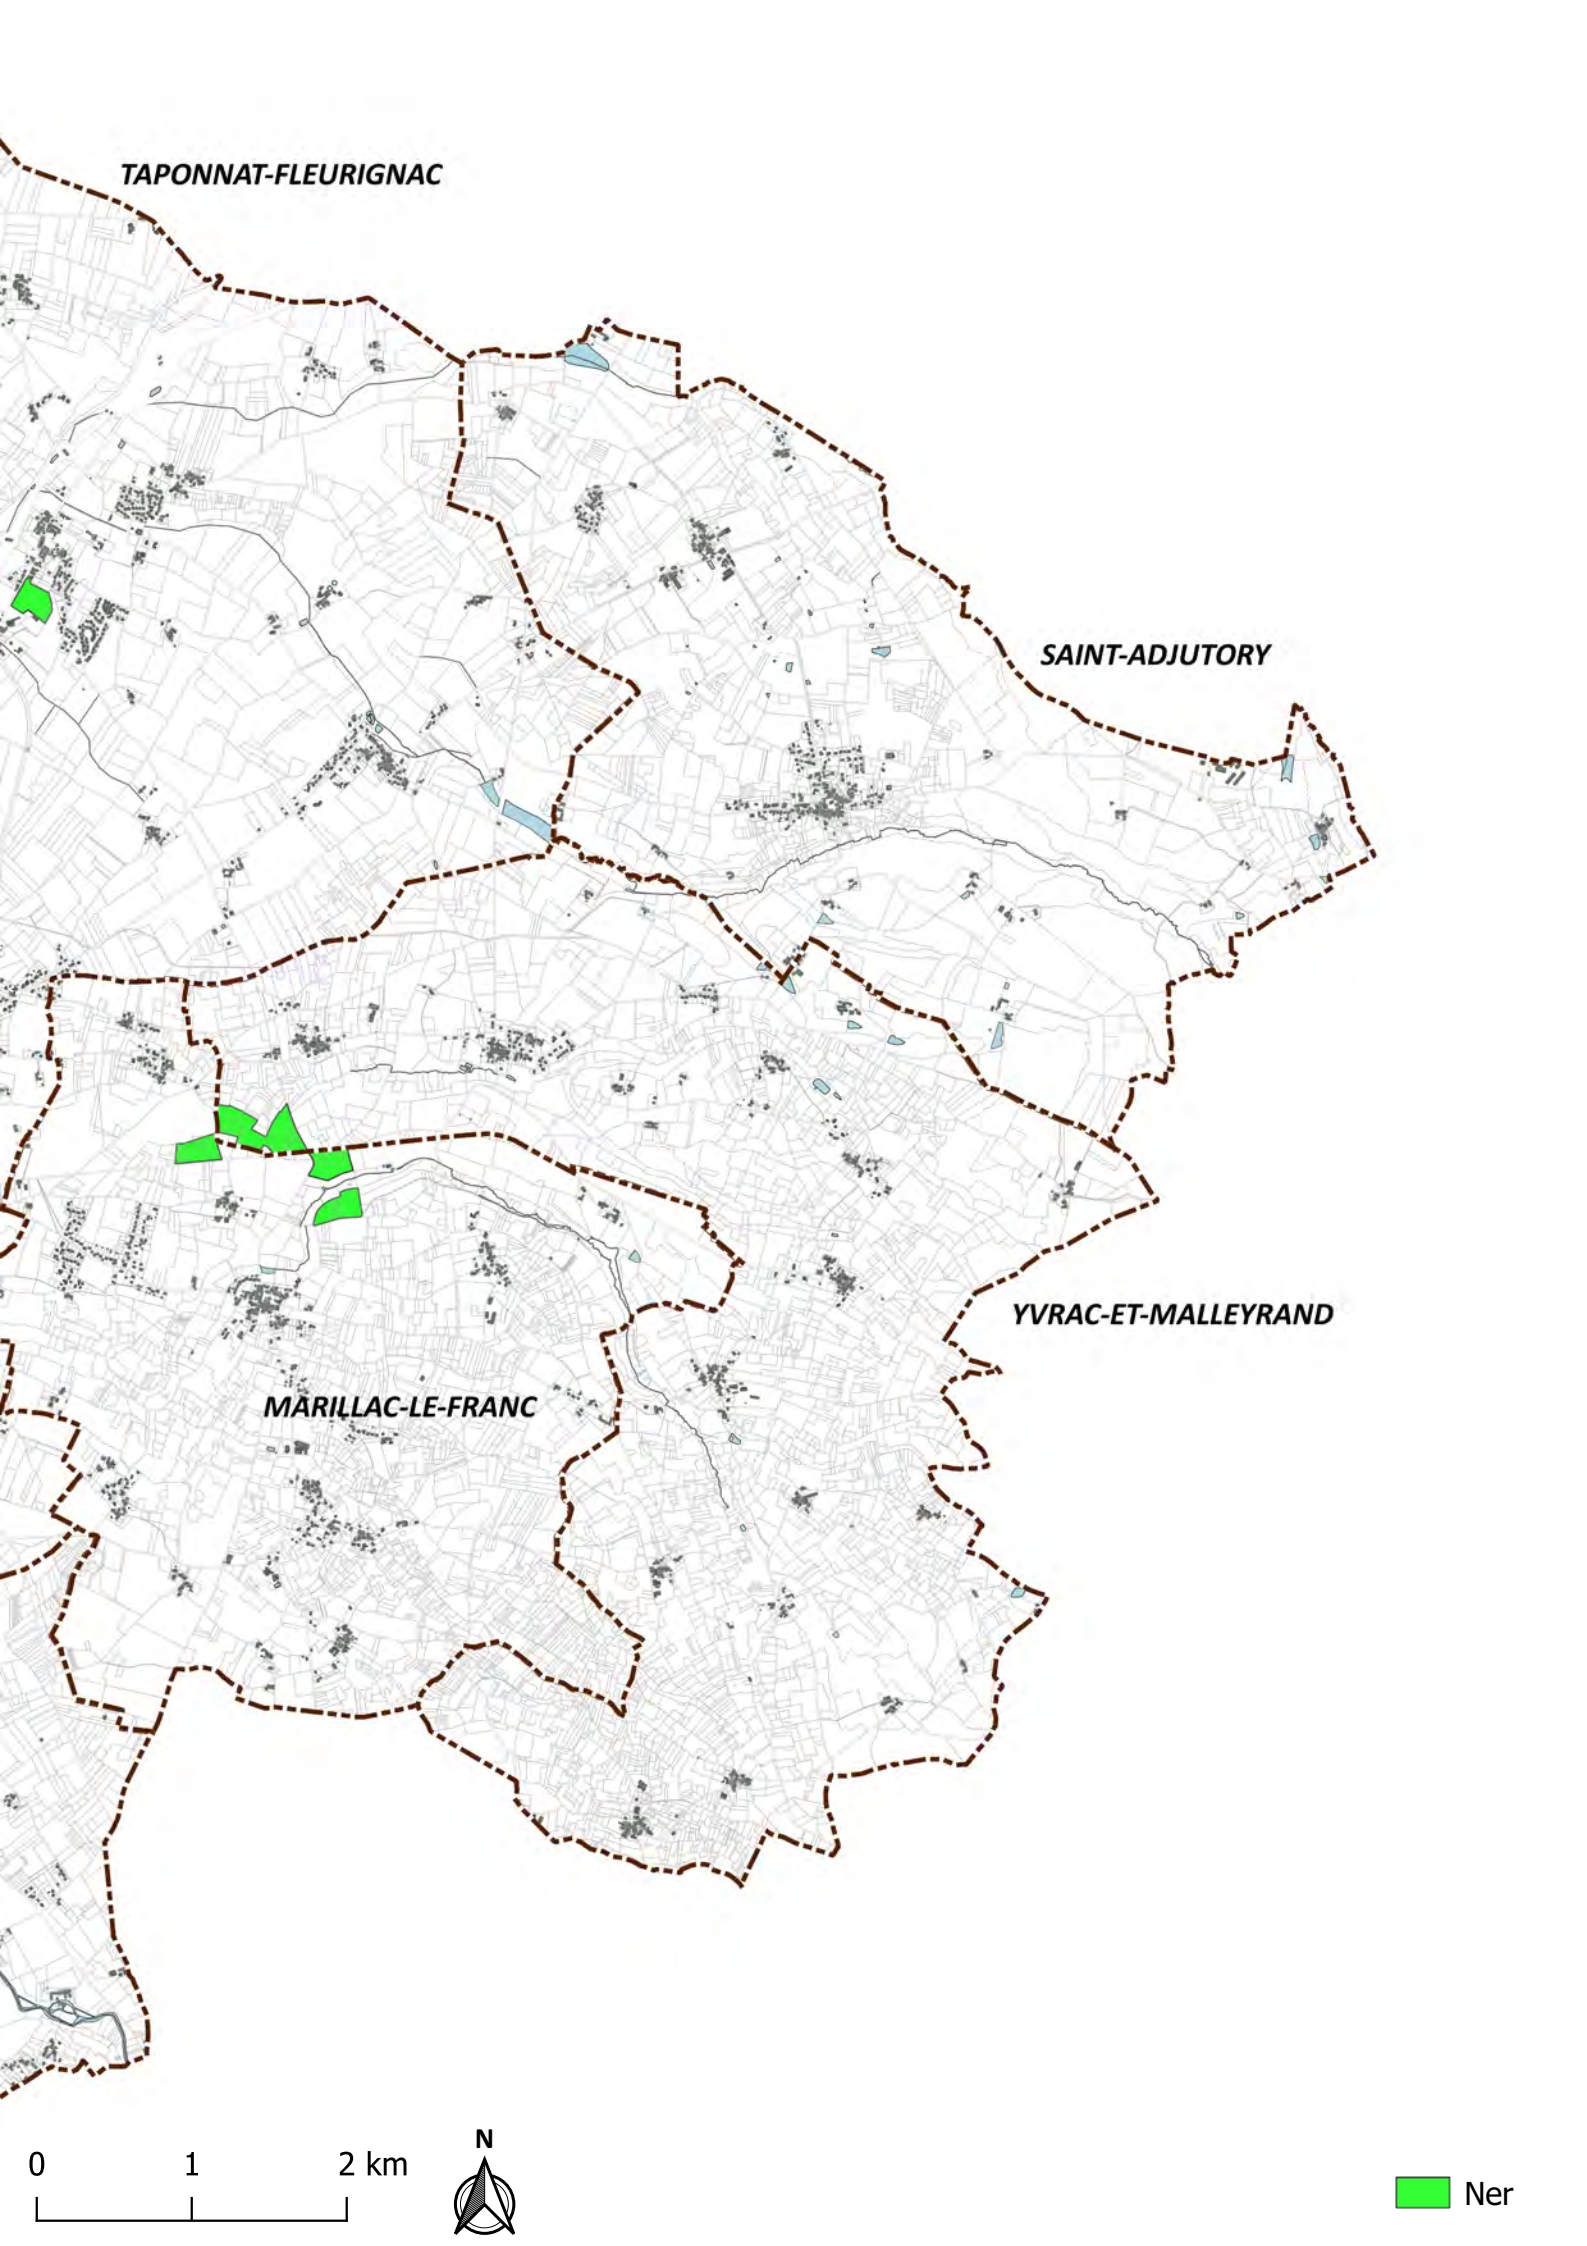 TAPONNAT-FLEURIGNAC
SAINT-ADJUTORY
YVRAC-ET-MALLEYRAND
MARILLAC-LE-FRANC
N
0 1 2 km
Ner